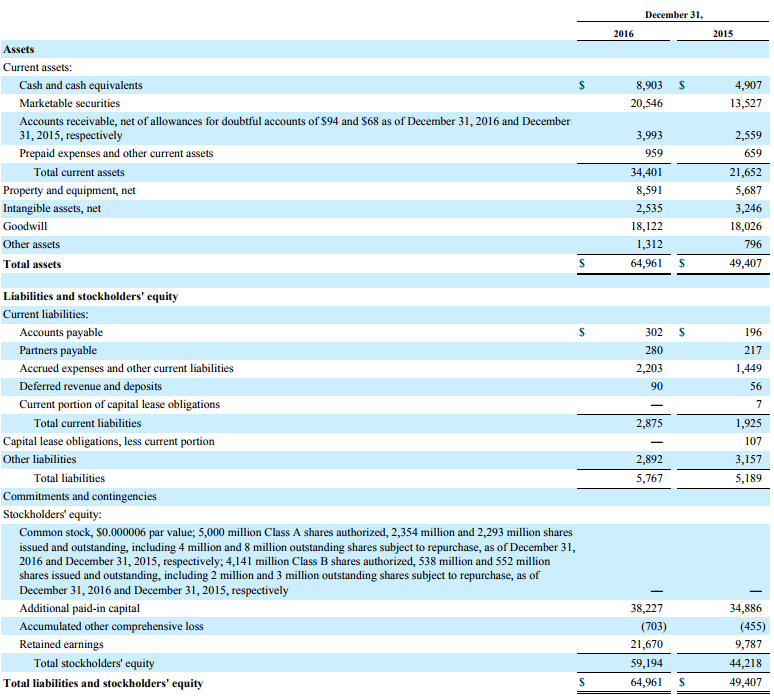 December 31,
2016 2015
Assets
Current assets:
Cash and cash equivalents $ 8,903 $ 4,907
Marketable securities 20,546 13,527
Accounts receivable, net of allowances for doubtful accounts of $94 and $68 as of December 31, 2016 and December
31, 2015, respectively 3,993 2,559
Prepaid expenses and other current assets 959 659
Total current assets 34,401 21,652
Property and equipment, net 8,591 5,687
Intangible assets, net 2,535 3,246
Goodwill 18,122 18,026
Other assets 1,312 796
Total assets $ 64,961 $ 49,407
Liabilities and stockholders' equity
Current liabilities:
Accounts payable $ 302 $ 196
Partners payable 280 217
Accrued expenses and other current liabilities 2,203 1,449
Deferred revenue and deposits 90 56
Current portion of capital lease obligations — 7
Total current liabilities 2,875 1,925
Capital lease obligations, less current portion — 107
Other liabilities 2,892 3,157
Total liabilities 5,767 5,189
Commitments and contingencies
Stockholders' equity:
Common stock, $0.000006 par value; 5,000 million Class A shares authorized, 2,354 million and 2,293 million shares
issued and outstanding, including 4 million and 8 million outstanding shares subject to repurchase, as of December 31,
2016 and December 31, 2015, respectively; 4,141 million Class B shares authorized, 538 million and 552 million
shares issued and outstanding, including 2 million and 3 million outstanding shares subject to repurchase, as of
December 31, 2016 and December 31, 2015, respectively — —
Additional paid-in capital 38,227 34,886
Accumulated other comprehensive loss (703) (455)
Retained earnings 21,670 9,787
Total stockholders' equity 59,194 44,218
Total liabilities and stockholders' equity $ 64,961 $ 49,407